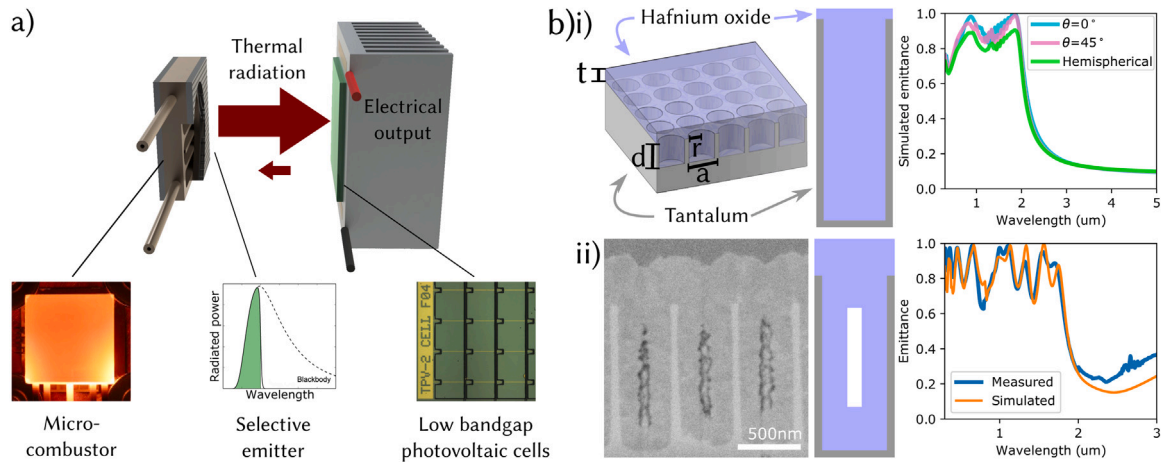 a)
Thermal
radiation
Electrical
output
Radiated power
Blackbody
Wavelength
TPV-2 CELL F04
Micro-
combustor
Selective
emitter
Low bandgap
photovoltaic cells
b)i)
Hafnium oxide
t
d
r
a
Tantalum
Simulated emittance
1.0
0.8
0.6
0.4
0.2
0.0
θ=0°
θ=45°
Hemispherical
1 2 3 4 5
Wavelength (um)
ii)
500nm
Emittance
1.0
0.8
0.6
0.4
0.2
0.0
Measured
Simulated
1 2 3
Wavelength (um)